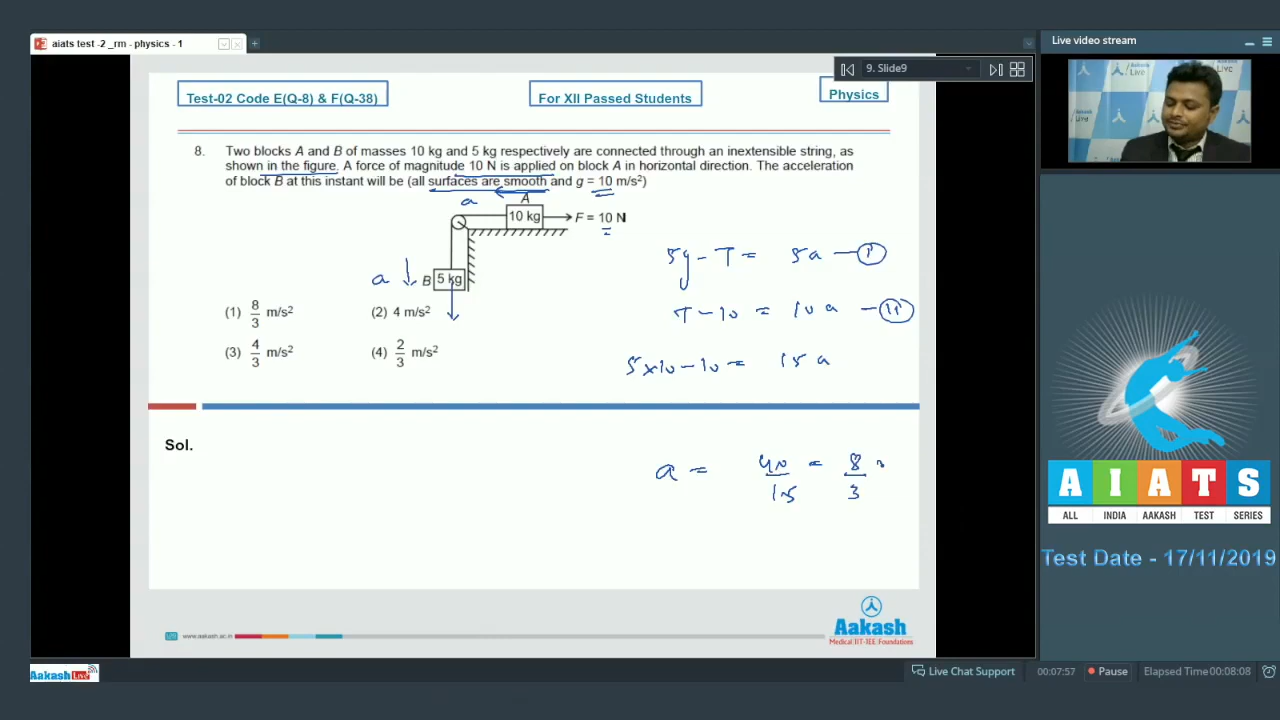 aiats test -2 _rm - physics - 1
Live video stream
9. Slide9
Test-02 Code E(Q-8) & F(Q-38)
For XII Passed Students
Physics
8. Two blocks A and B of masses 10 kg and 5 kg respectively are connected through an inextensible string, as
shown in the figure. A force of magnitude 10 N is applied on block A in horizontal direction. The acceleration
of block B at this instant will be (all surfaces are smooth and g = 10 m/s²)
a
A
10 kg
F = 10 N
a
B 5 kg
5g - T = 5a - (I)
T - 10 = 10a - (II)
5×10 - 10 = 15a
(1) 8/3 m/s²
(2) 4 m/s²
(3) 4/3 m/s²
(4) 2/3 m/s²
Sol.
a = 40/15 = 8/3
AIATS
ALL INDIA AAKASH TEST SERIES
Test Date - 17/11/2019
Aakash
Medical|IIT-JEE|Foundations
www.aakash.ac.in
Aakash Live
Live Chat Support
00:07:57
Pause
Elapsed Time 00:08:08